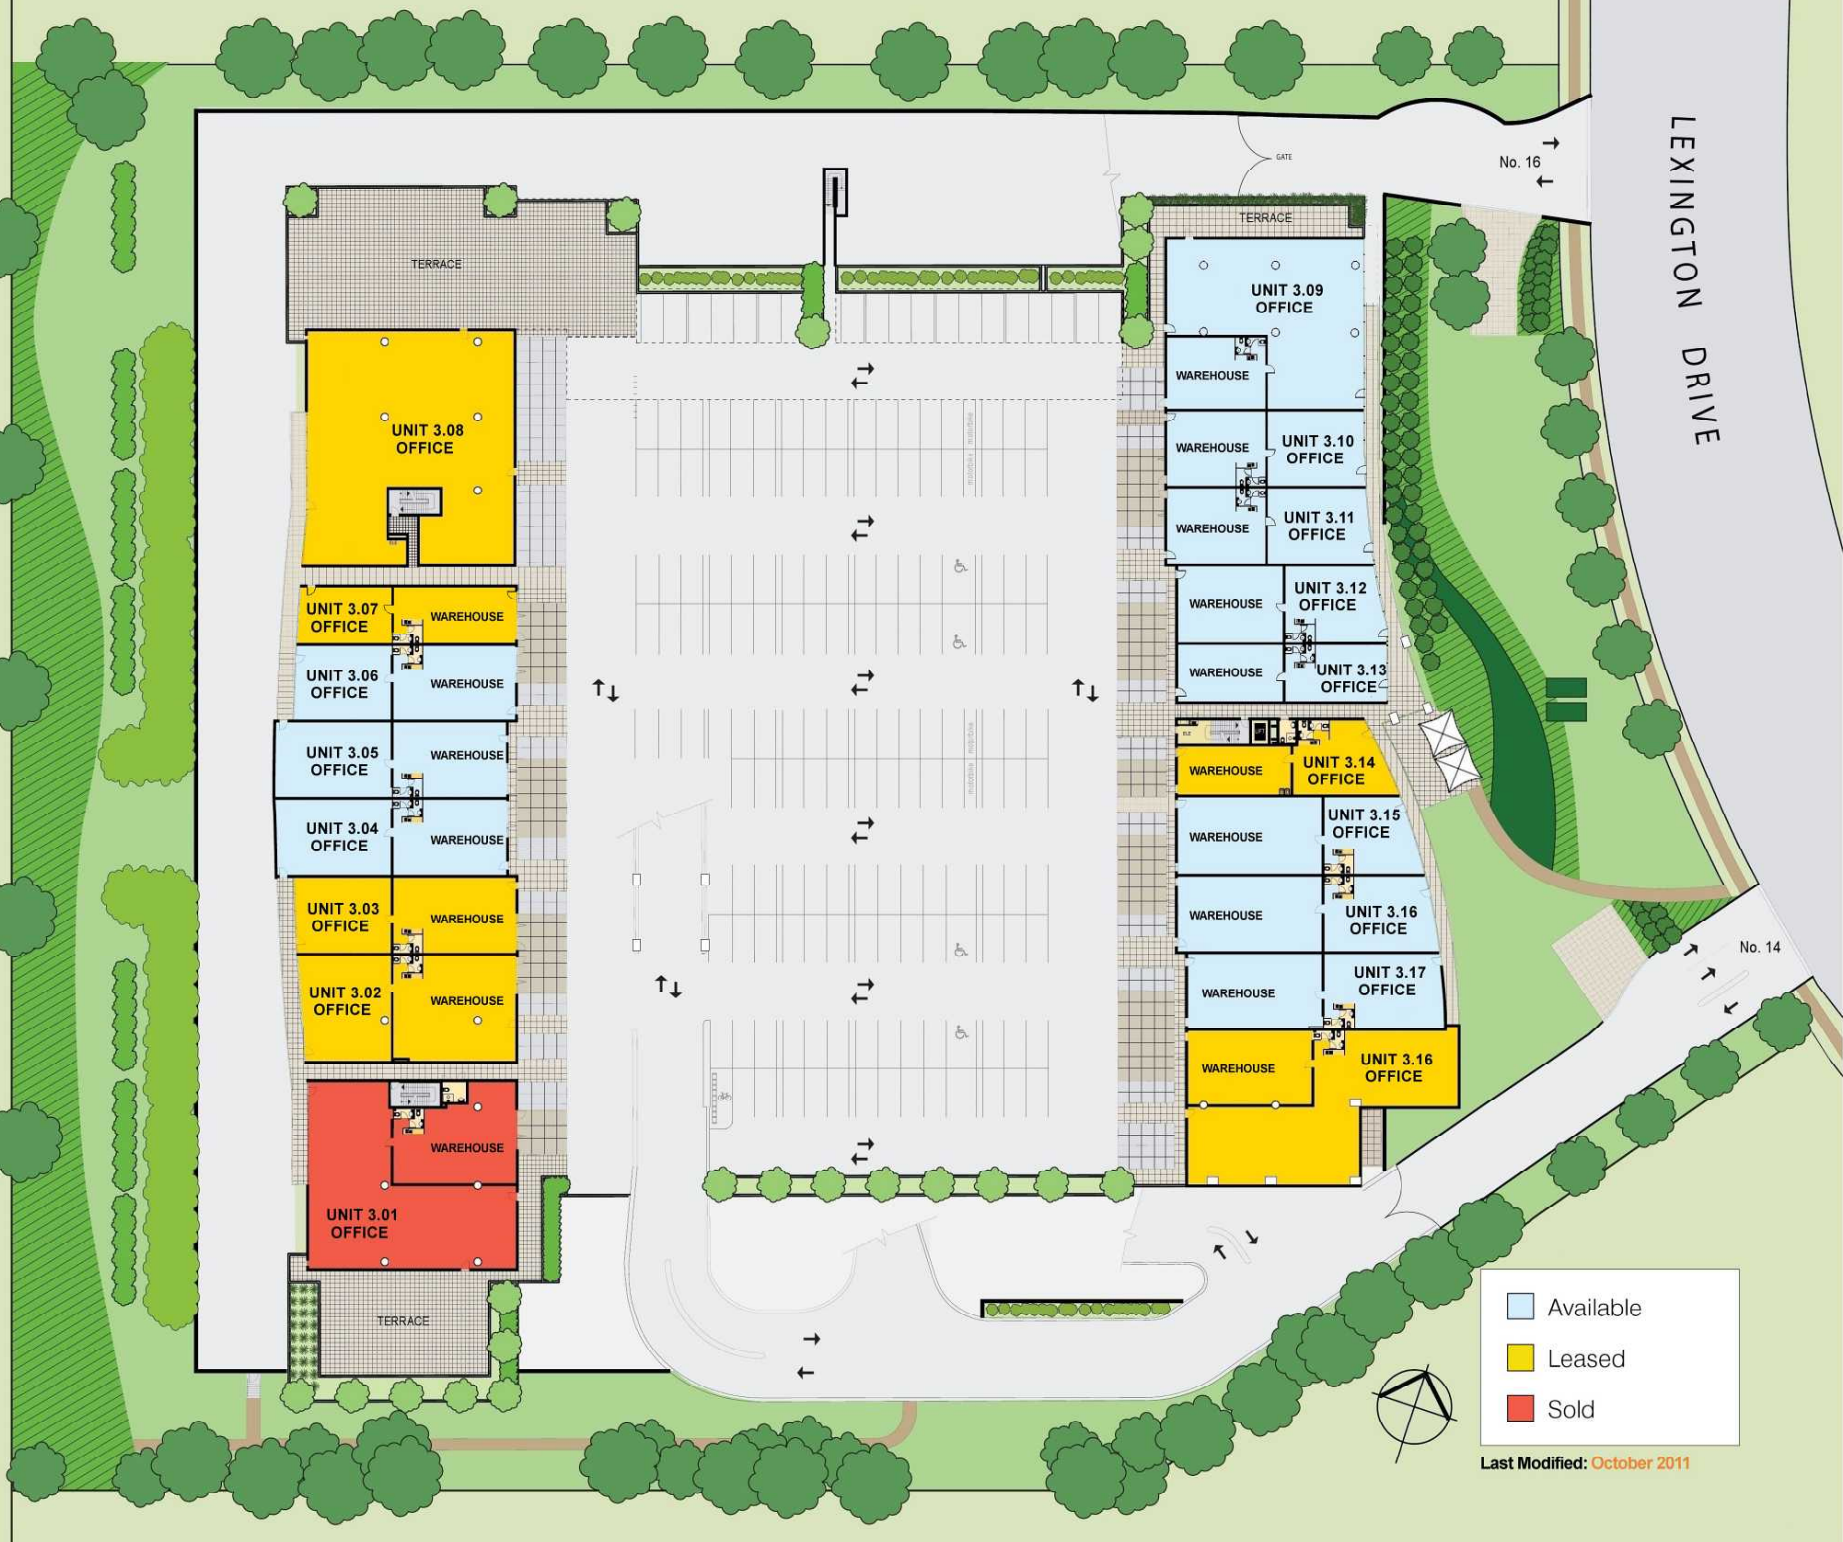 No. 16
GATE
LEXINGTON DRIVE
TERRACE
TERRACE
UNIT 3.09
OFFICE
WAREHOUSE
UNIT 3.08
OFFICE
motorbike
motorbike
WAREHOUSE
UNIT 3.10
OFFICE
WAREHOUSE
UNIT 3.11
OFFICE
UNIT 3.07
OFFICE
WAREHOUSE
WAREHOUSE
UNIT 3.12
OFFICE
UNIT 3.06
OFFICE
WAREHOUSE
WAREHOUSE
UNIT 3.13
OFFICE
UNIT 3.05
OFFICE
WAREHOUSE
motorbike
motorbike
WAREHOUSE
UNIT 3.14
OFFICE
UNIT 3.04
OFFICE
WAREHOUSE
WAREHOUSE
UNIT 3.15
OFFICE
UNIT 3.03
OFFICE
WAREHOUSE
WAREHOUSE
UNIT 3.16
OFFICE
No. 14
UNIT 3.02
OFFICE
WAREHOUSE
WAREHOUSE
UNIT 3.17
OFFICE
WAREHOUSE
UNIT 3.16
OFFICE
WAREHOUSE
UNIT 3.01
OFFICE
TERRACE
Available
Leased
Sold
Last Modified: October 2011